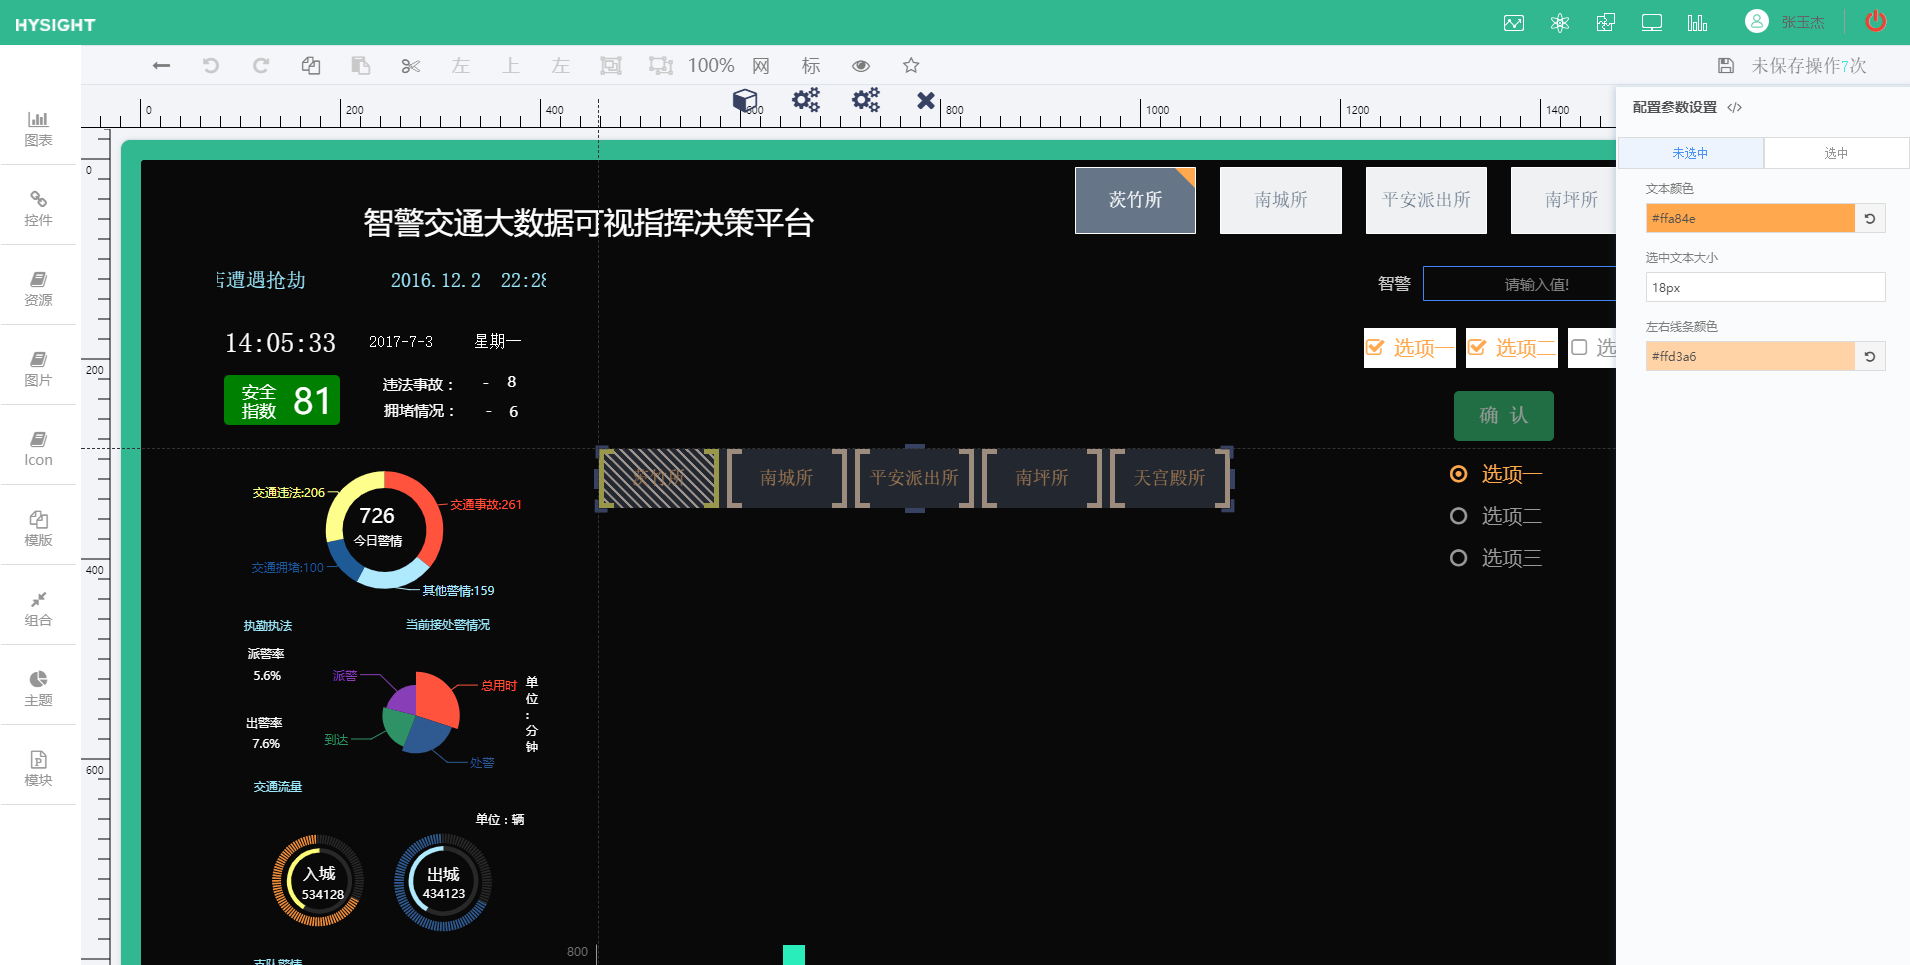 HYSIGHT
张玉杰
左 上 左 100% 网 标
未保存操作7次
图表
控件
资源
图片
Icon
模版
组合
主题
模块
0 200 400 600 800 1000 1200 1400
0
200
400
600
智警交通大数据可视指挥决策平台
茨竹所 南城所 平安派出所 南坪所
遭遇抢劫 2016.12.2 22:28
智警 请输入值!
14:05:33 2017-7-3 星期一
选项一 选项二 选
安全
指数 81
违法事故： - 8
拥堵情况： - 6
确 认
茨竹所 南城所 平安派出所 南坪所 天宫殿所
选项一
选项二
选项三
交通违法:206
交通事故:261
726
今日警情
交通拥堵:100
其他警情:159
执勤执法 当前接处警情况
派警率
5.6%
派警
总用时
单位:分钟
出警率
7.6%
到达
处警
交通流量
单位：辆
入城
534128
出城
434123
支队警情
800
配置参数设置 </>
未选中 选中
文本颜色
#ffa84e
选中文本大小
18px
左右线条颜色
#ffd3a6